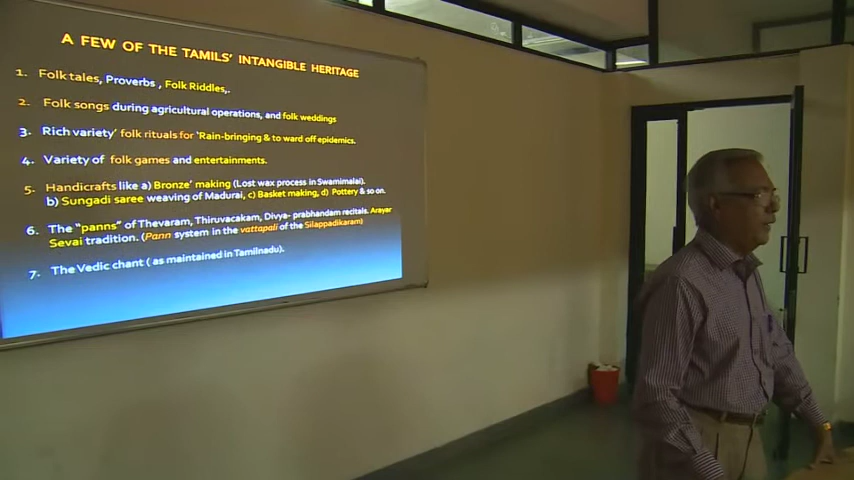 A FEW OF THE TAMILS' INTANGIBLE HERITAGE
1. Folk tales, Proverbs , Folk Riddles,.
2. Folk songs during agricultural operations, and folk weddings
3. Rich variety' folk rituals for 'Rain-bringing & to ward off epidemics.
4. Variety of folk games and entertainments.
5. Handicrafts like a) Bronze' making (Lost wax process in Swamimalai).
b) Sungadi saree weaving of Madurai, c) Basket making, d) Pottery & so on.
6. The "panns" of Thevaram, Thiruvacakam, Divya- prabhandam recitals. Arayar
Sevai tradition. (Pann system in the vattapali of the Silappadikaram)
7. The Vedic chant ( as maintained in Tamilnadu).